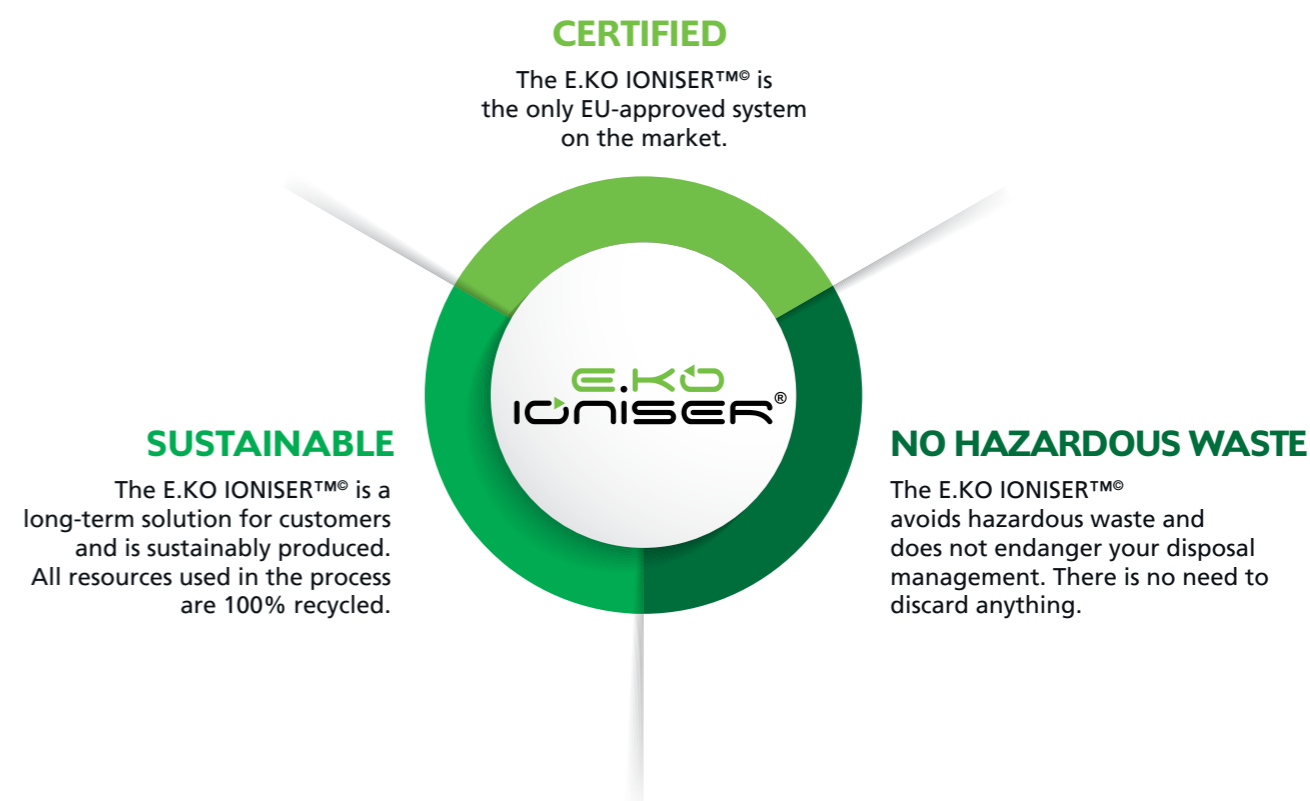 CERTIFIED
The E.KO IONISER™© is
the only EU-approved system
on the market.
E.KO
IONISER®
SUSTAINABLE
The E.KO IONISER™© is a
long-term solution for customers
and is sustainably produced.
All resources used in the process
are 100% recycled.
NO HAZARDOUS WASTE
The E.KO IONISER™©
avoids hazardous waste and
does not endanger your disposal
management. There is no need to
discard anything.